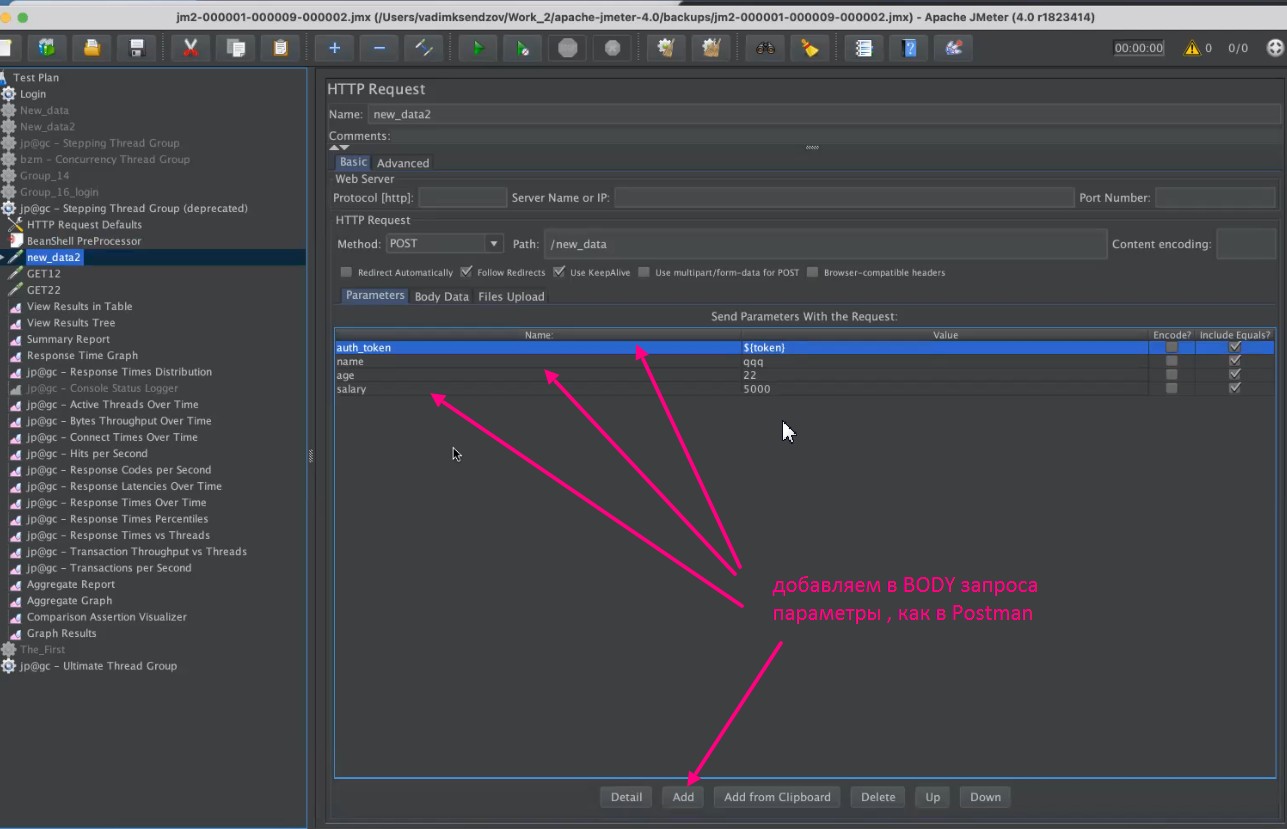 jm2-000001-000009-000002.jmx (/Users/vadimksendzov/Work_2/apache-jmeter-4.0/backups/jm2-000001-000009-000002.jmx) - Apache JMeter (4.0 r1823414)
00:00:00 0 0/0
Test Plan
Login
New_data
New_data2
jp@gc - Stepping Thread Group
bzm - Concurrency Thread Group
Group_14
Group_16_login
jp@gc - Stepping Thread Group (deprecated)
HTTP Request Defaults
BeanShell PreProcessor
new_data2
GET12
GET22
View Results in Table
View Results Tree
Summary Report
Response Time Graph
jp@gc - Response Times Distribution
jp@gc - Console Status Logger
jp@gc - Active Threads Over Time
jp@gc - Bytes Throughput Over Time
jp@gc - Connect Times Over Time
jp@gc - Hits per Second
jp@gc - Response Codes per Second
jp@gc - Response Latencies Over Time
jp@gc - Response Times Over Time
jp@gc - Response Times Percentiles
jp@gc - Response Times vs Threads
jp@gc - Transaction Throughput vs Threads
jp@gc - Transactions per Second
Aggregate Report
Aggregate Graph
Comparison Assertion Visualizer
Graph Results
The_First
jp@gc - Ultimate Thread Group
HTTP Request
Name: new_data2
Comments:
Basic Advanced
Web Server
Protocol [http]: Server Name or IP: Port Number:
HTTP Request
Method: POST Path: /new_data Content encoding:
Redirect Automatically Follow Redirects Use KeepAlive Use multipart/form-data for POST Browser-compatible headers
Parameters Body Data Files Upload
Send Parameters With the Request:
Name: Value Encode? Include Equals?
auth_token ${token}
name qqq
age 22
salary 5000
добавляем в BODY запроса
параметры , как в Postman
Detail Add Add from Clipboard Delete Up Down